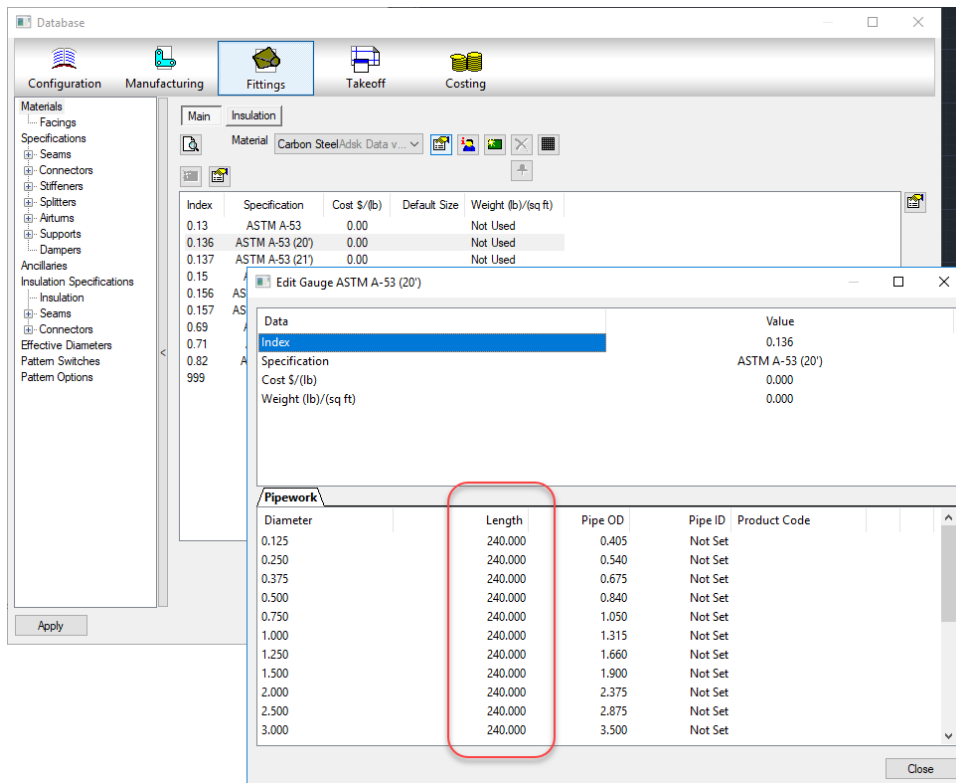 Database
Configuration Manufacturing Fittings Takeoff Costing
Materials
Facings
Specifications
Seams
Connectors
Stiffeners
Splitters
Airturns
Supports
Dampers
Ancillaries
Insulation Specifications
Insulation
Seams
Connectors
Effective Diameters
Pattern Switches
Pattern Options
<
Apply
Main Insulation
Material Carbon SteelAdsk Data v...
Index Specification Cost $/(lb) Default Size Weight (lb)/(sq ft)
0.13 ASTM A-53 0.00 Not Used
0.136 ASTM A-53 (20') 0.00 Not Used
0.137 ASTM A-53 (21') 0.00 Not Used
0.15
0.156 AS
0.157 AS
0.69
0.71
0.82 A
999
Edit Gauge ASTM A-53 (20')
Data Value
Index 0.136
Specification ASTM A-53 (20')
Cost $/(lb) 0.000
Weight (lb)/(sq ft) 0.000
Pipework
Diameter Length Pipe OD Pipe ID Product Code
0.125 240.000 0.405 Not Set
0.250 240.000 0.540 Not Set
0.375 240.000 0.675 Not Set
0.500 240.000 0.840 Not Set
0.750 240.000 1.050 Not Set
1.000 240.000 1.315 Not Set
1.250 240.000 1.660 Not Set
1.500 240.000 1.900 Not Set
2.000 240.000 2.375 Not Set
2.500 240.000 2.875 Not Set
3.000 240.000 3.500 Not Set
Close